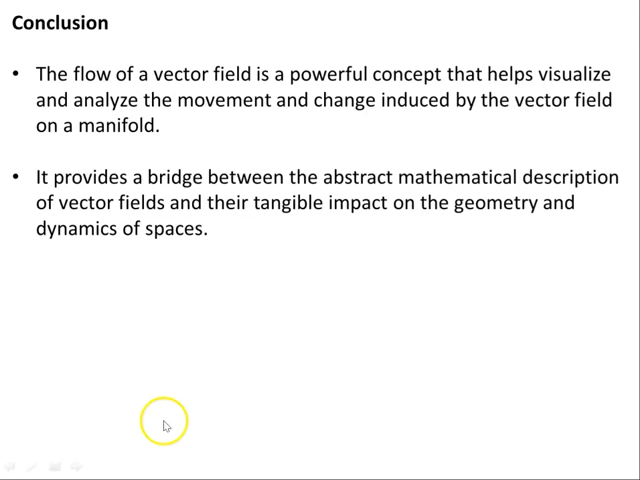 Conclusion
• The flow of a vector field is a powerful concept that helps visualize
and analyze the movement and change induced by the vector field
on a manifold.
• It provides a bridge between the abstract mathematical description
of vector fields and their tangible impact on the geometry and
dynamics of spaces.